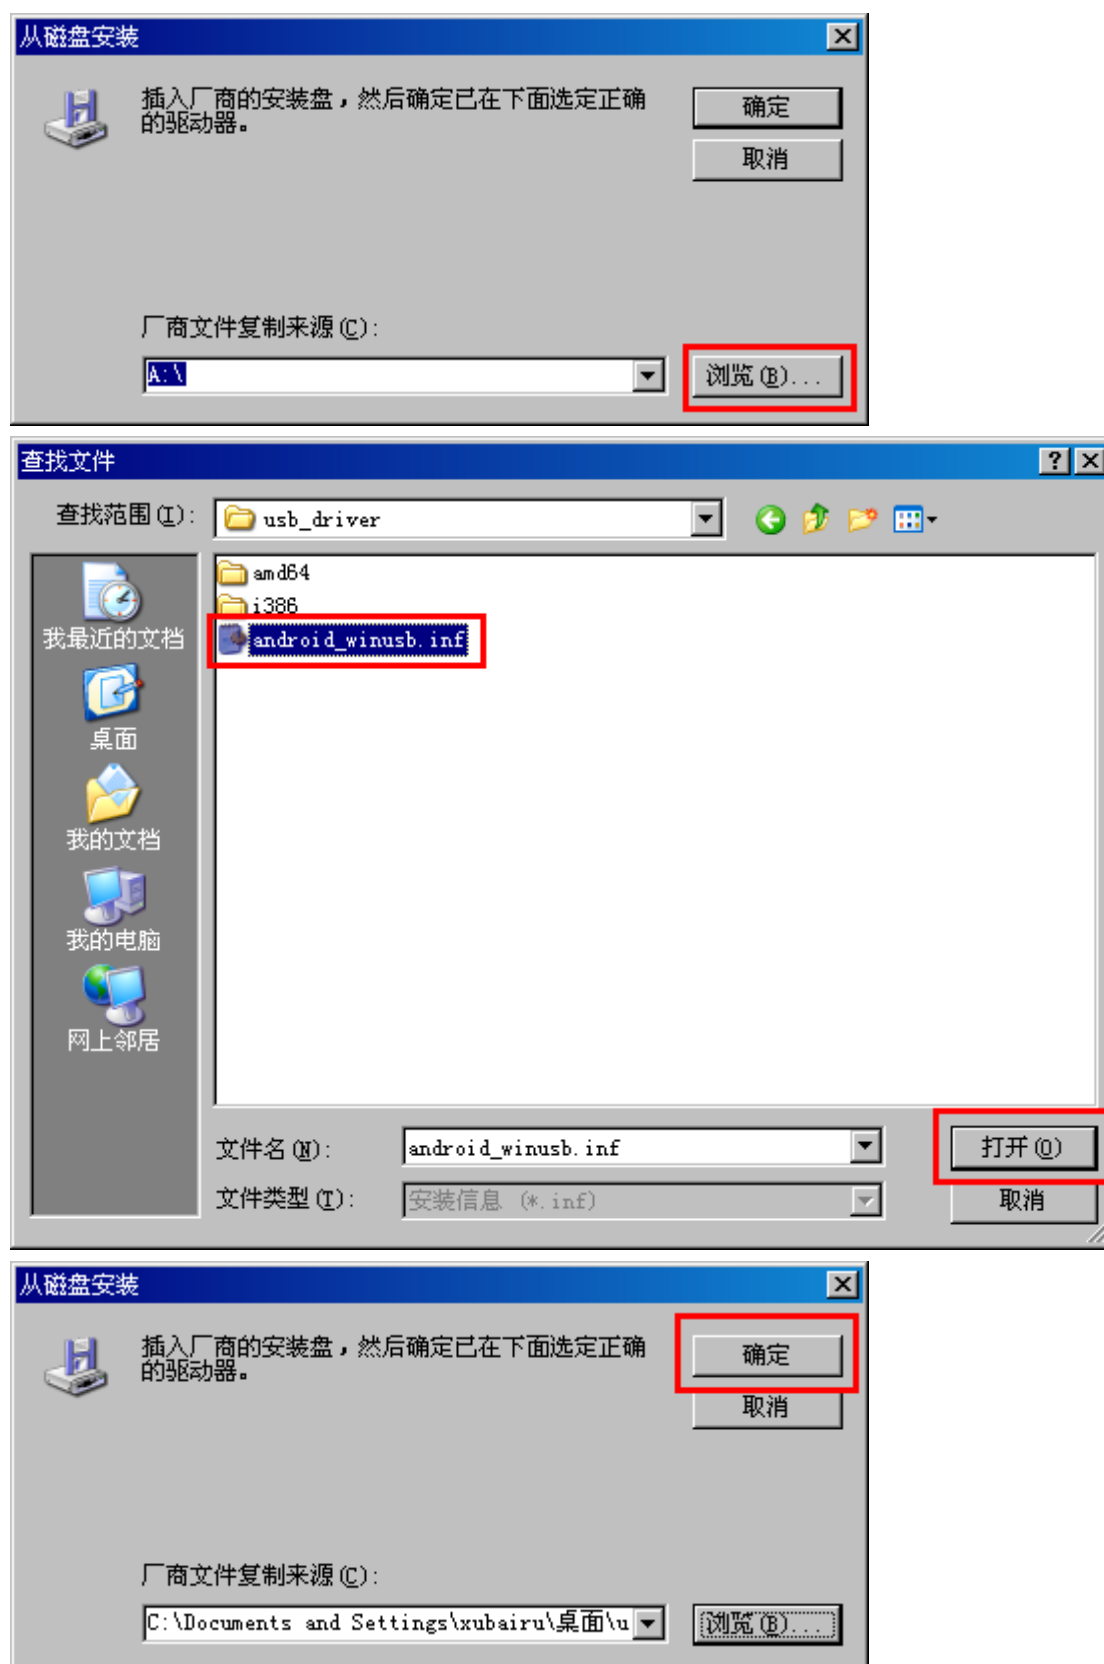 从磁盘安装
插入厂商的安装盘，然后确定已在下面选定正确
的驱动器。
确定
取消
厂商文件复制来源(C):
A:\
浏览(B)...
查找文件
查找范围(I):
usb_driver
我最近的文档
桌面
我的文档
我的电脑
网上邻居
amd64
i386
android_winusb.inf
文件名(N):
android_winusb.inf
打开(O)
文件类型(T):
安装信息 (*.inf)
取消
从磁盘安装
插入厂商的安装盘，然后确定已在下面选定正确
的驱动器。
确定
取消
厂商文件复制来源(C):
C:\Documents and Settings\xubairu\桌面\u
浏览(B)...